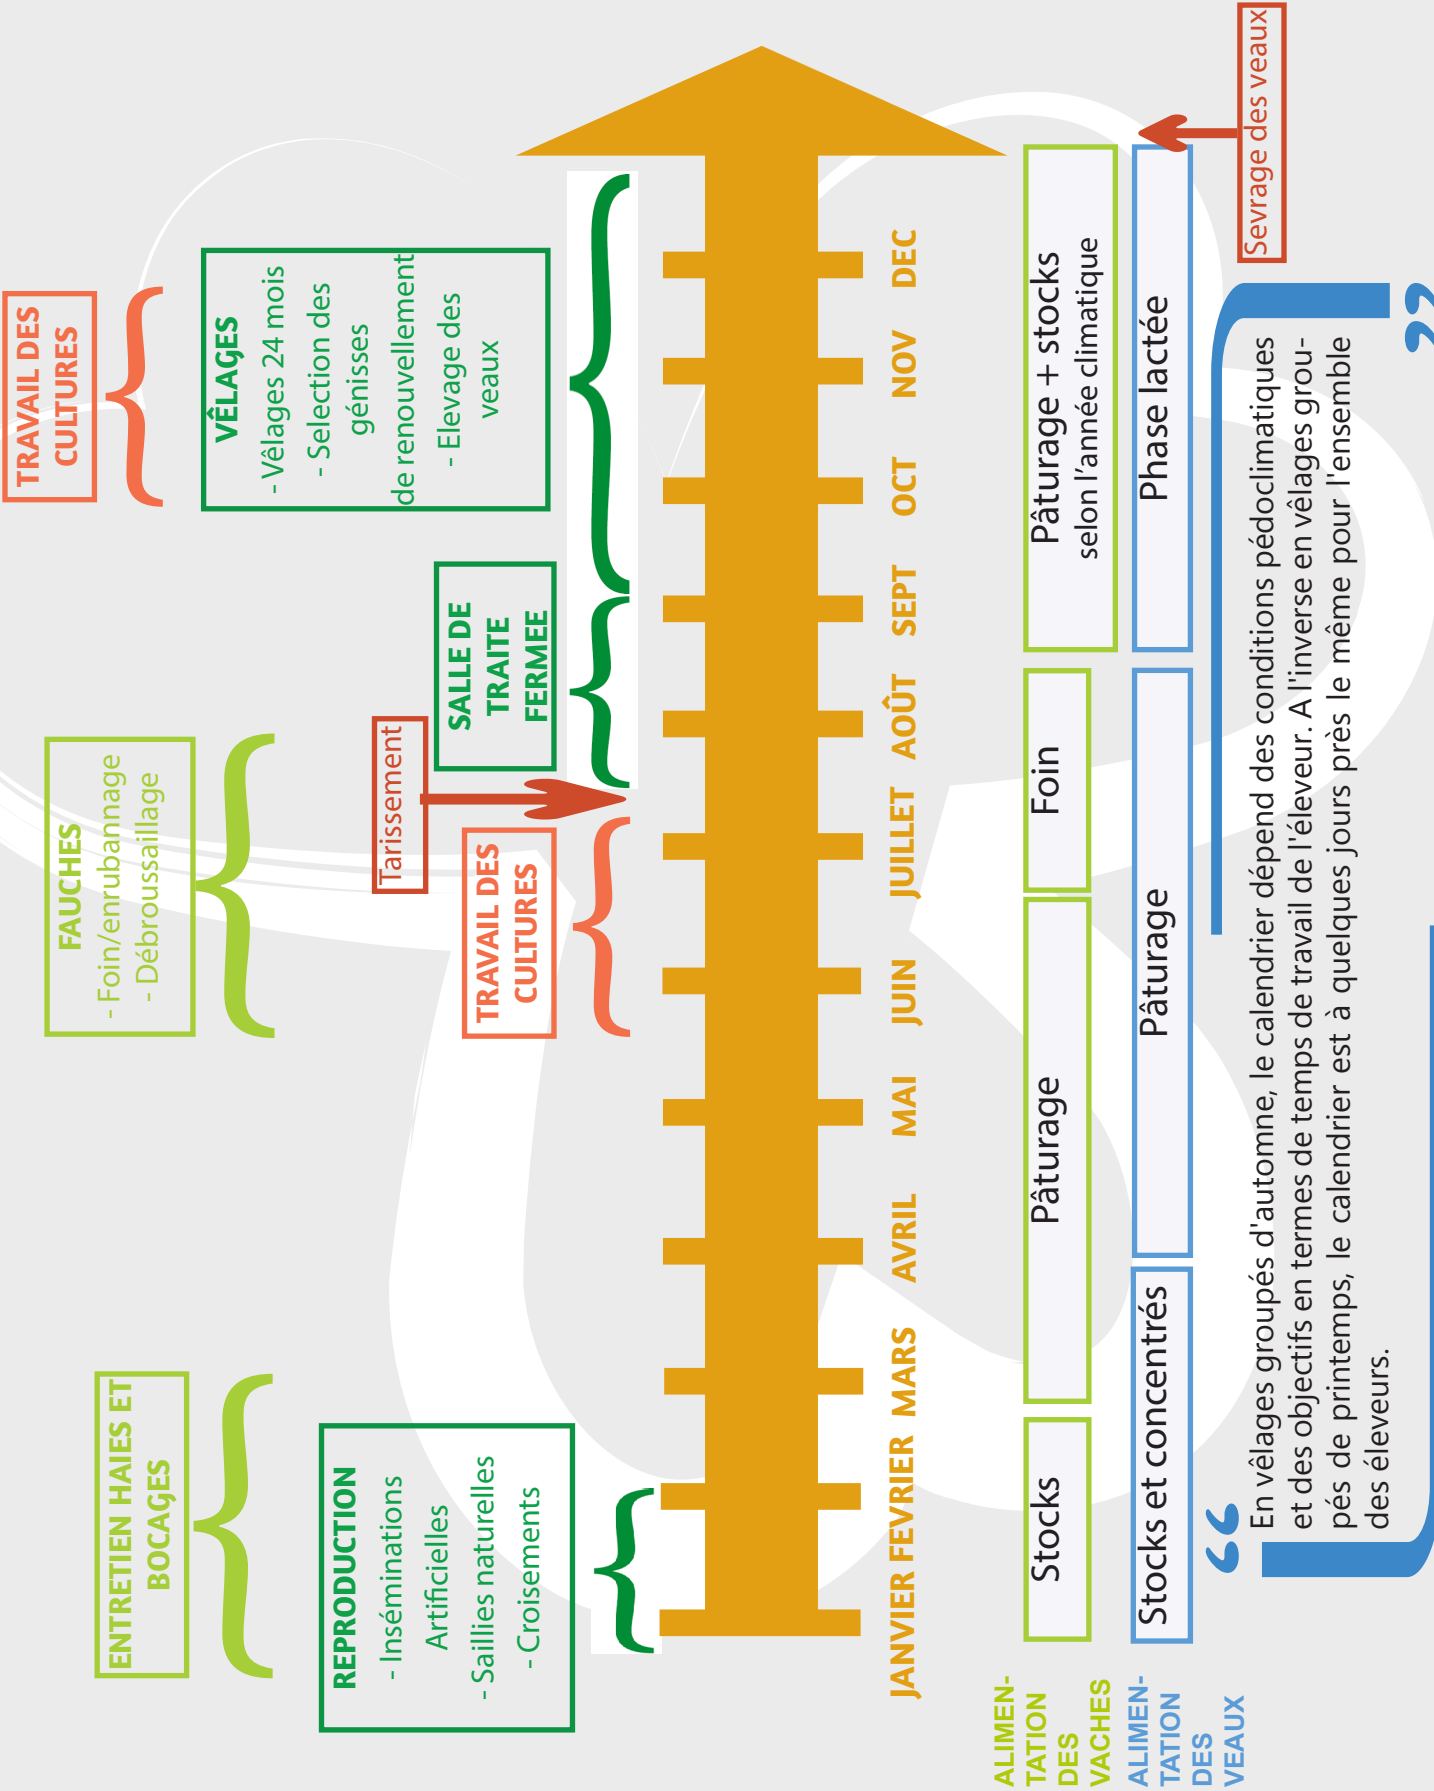 TRAVAIL DES
CULTURES
FAUCHES
- Foin/enrubannage
- Débroussaillage
ENTRETIEN HAIES ET
BOCAGES
VÊLAGES
- Vêlages 24 mois
- Selection des
génisses
de renouvellement
- Elevage des
veaux
REPRODUCTION
- Inséminations
Artificielles
- Saillies naturelles
- Croisements
Tarissement
SALLE DE
TRAITE
FERMEE
TRAVAIL DES
CULTURES
JANVIER FEVRIER MARS AVRIL MAI JUIN JUILLET AOÛT SEPT OCT NOV DEC
ALIMEN-
TATION
DES
VACHES
Stocks
Pâturage
Foin
Pâturage + stocks
selon l'année climatique
ALIMEN-
TATION
DES
VEAUX
Stocks et concentrés
Pâturage
Phase lactée
Sevrage des veaux
“
En vêlages groupés d'automne, le calendrier dépend des conditions pédoclimatiques
et des objectifs en termes de temps de travail de l'éleveur. A l'inverse en vêlages grou-
pés de printemps, le calendrier est à quelques jours près le même pour l'ensemble
des éleveurs.
”